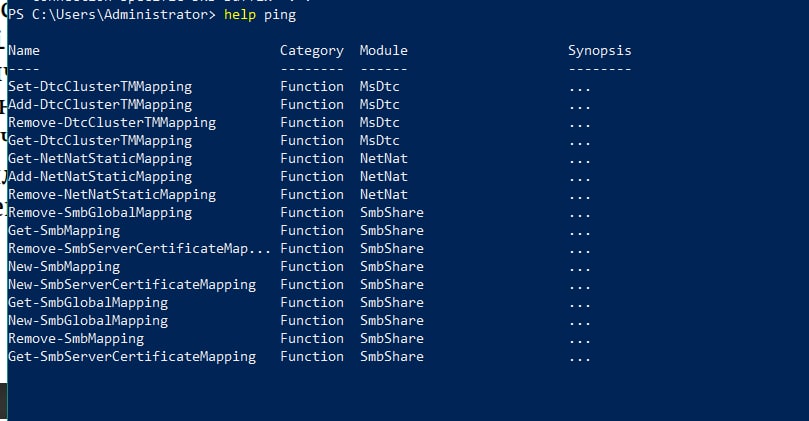 PS C:\Users\Administrator> help ping
Name Category Module Synopsis
---- -------- ------ --------
Set-DtcClusterTMMapping Function MsDtc ...
Add-DtcClusterTMMapping Function MsDtc ...
Remove-DtcClusterTMMapping Function MsDtc ...
Get-DtcClusterTMMapping Function MsDtc ...
Get-NetNatStaticMapping Function NetNat ...
Add-NetNatStaticMapping Function NetNat ...
Remove-NetNatStaticMapping Function NetNat ...
Remove-SmbGlobalMapping Function SmbShare ...
Get-SmbMapping Function SmbShare ...
Remove-SmbServerCertificateMap... Function SmbShare ...
New-SmbMapping Function SmbShare ...
New-SmbServerCertificateMapping Function SmbShare ...
Get-SmbGlobalMapping Function SmbShare ...
New-SmbGlobalMapping Function SmbShare ...
Remove-SmbMapping Function SmbShare ...
Get-SmbServerCertificateMapping Function SmbShare ...